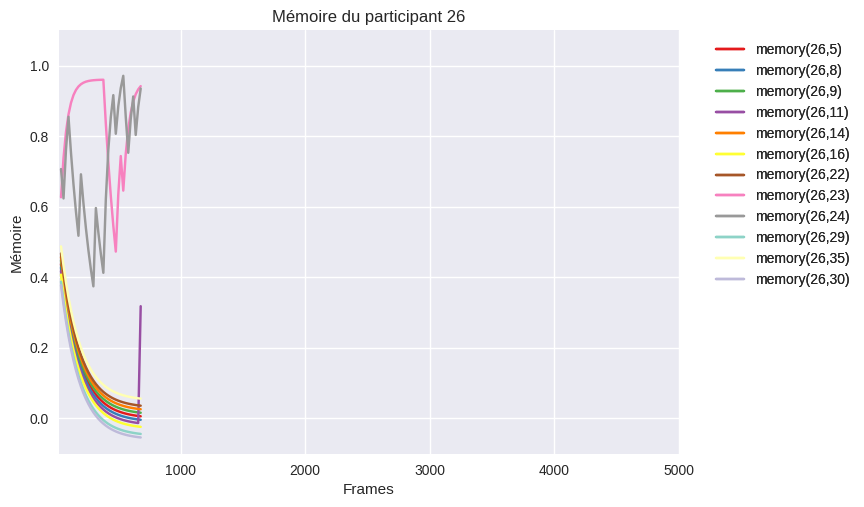 Mémoire du participant 26
Mémoire
1.0
0.8
0.6
0.4
0.2
0.0
1000
2000
3000
4000
5000
Frames
memory(26,5)
memory(26,8)
memory(26,9)
memory(26,11)
memory(26,14)
memory(26,16)
memory(26,22)
memory(26,23)
memory(26,24)
memory(26,29)
memory(26,35)
memory(26,30)